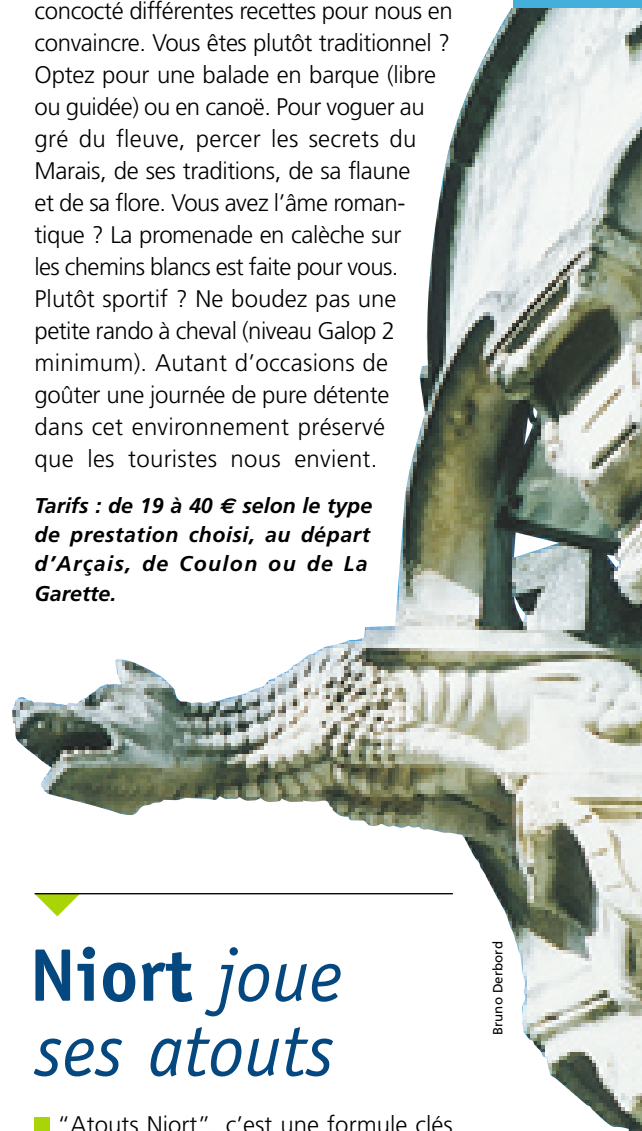 concocté différentes recettes pour nous en
convaincre. Vous êtes plutôt traditionnel ?
Optez pour une balade en barque (libre
ou guidée) ou en canoë. Pour voguer au
gré du fleuve, percer les secrets du
Marais, de ses traditions, de sa flaune
et de sa flore. Vous avez l’âme roman-
tique ? La promenade en calèche sur
les chemins blancs est faite pour vous.
Plutôt sportif ? Ne boudez pas une
petite rando à cheval (niveau Galop 2
minimum). Autant d’occasions de
goûter une journée de pure détente
dans cet environnement préservé
que les touristes nous envient.
Tarifs : de 19 à 40 € selon le type
de prestation choisi, au départ
d’Arçais, de Coulon ou de La
Garette.
Bruno Derbord
Niort joue
ses atouts
“Atouts Niort”, c’est une formule clés